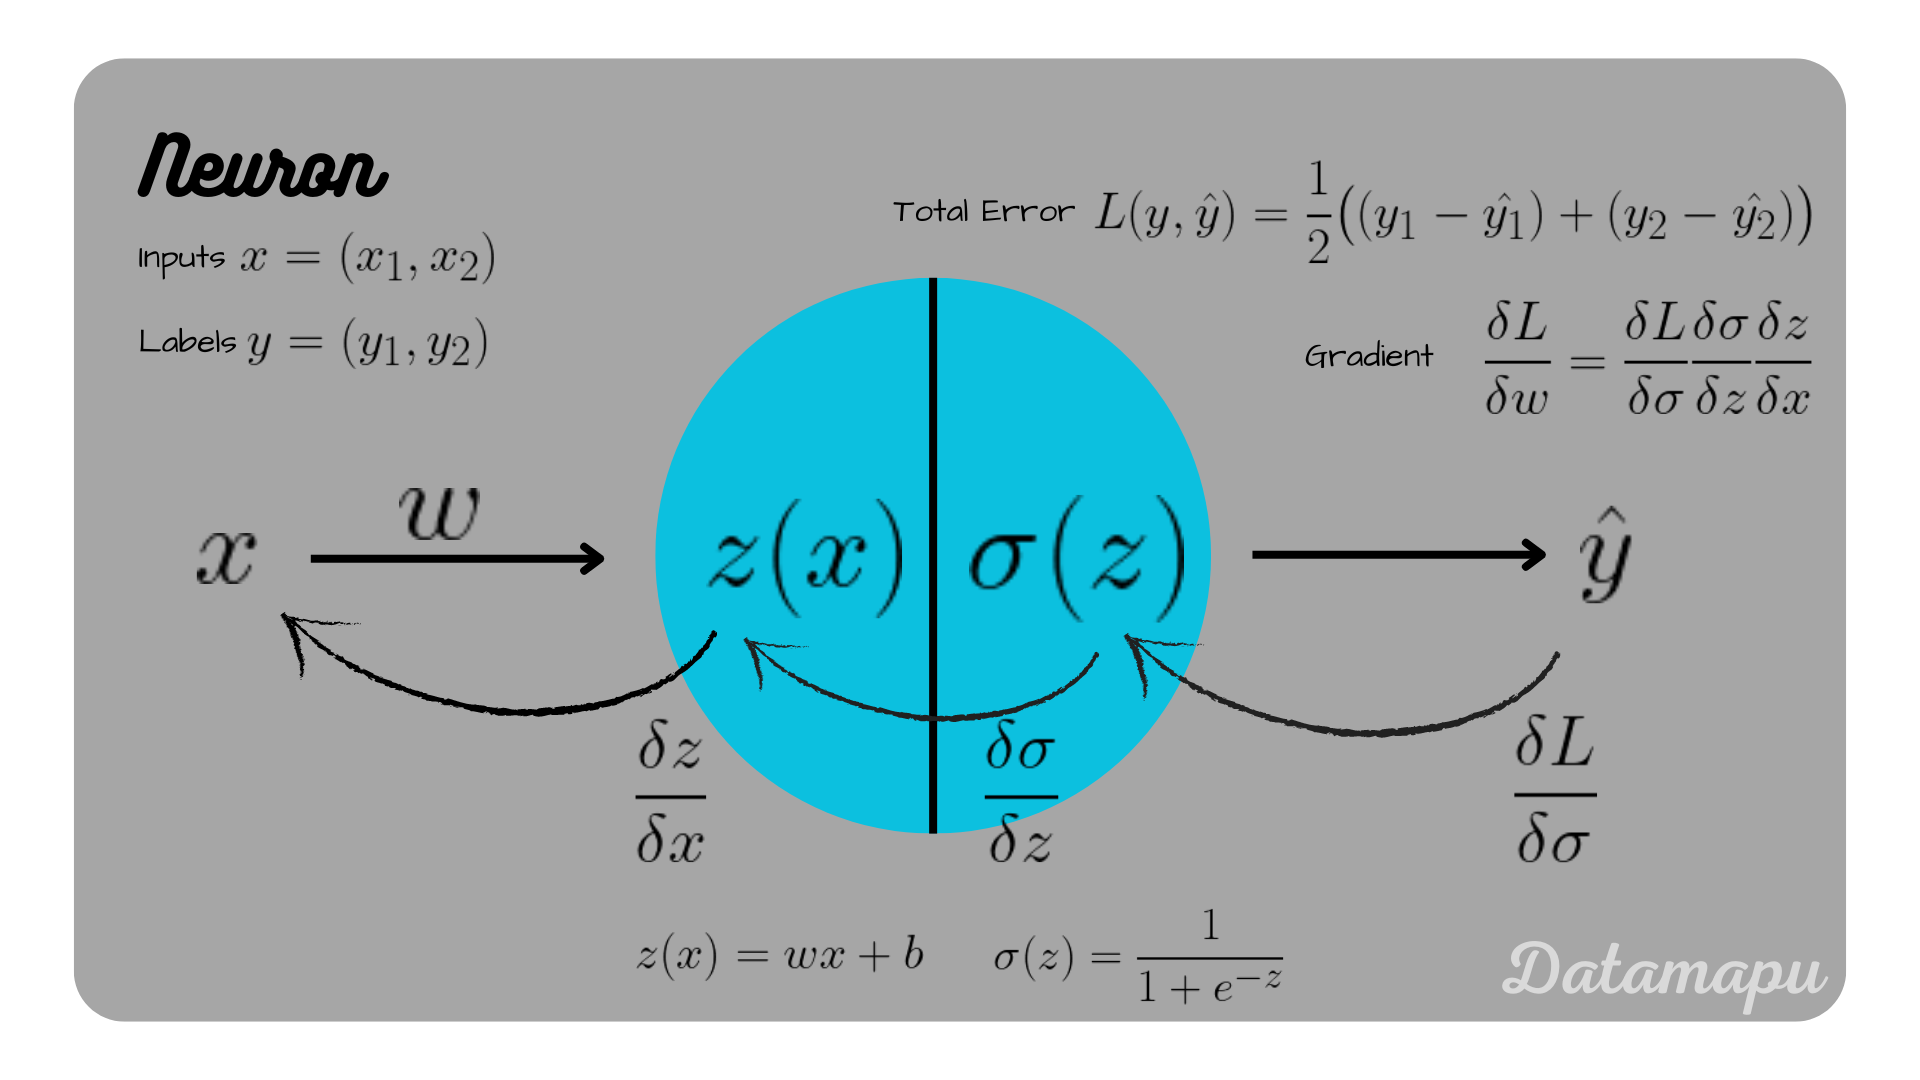 Neuron
Inputs x = (x₁, x₂)
Labels y = (y₁, y₂)
Total Error L(y, ŷ) = 1/2((y₁ − ŷ₁) + (y₂ − ŷ₂))
Gradient δL/δw = δL/δσ δσ/δz δz/δx
x w z(x) σ(z) ŷ
δz/δx δσ/δz δL/δσ
z(x) = wx + b σ(z) = 1/(1 + e⁻ᶻ)
Datamapu